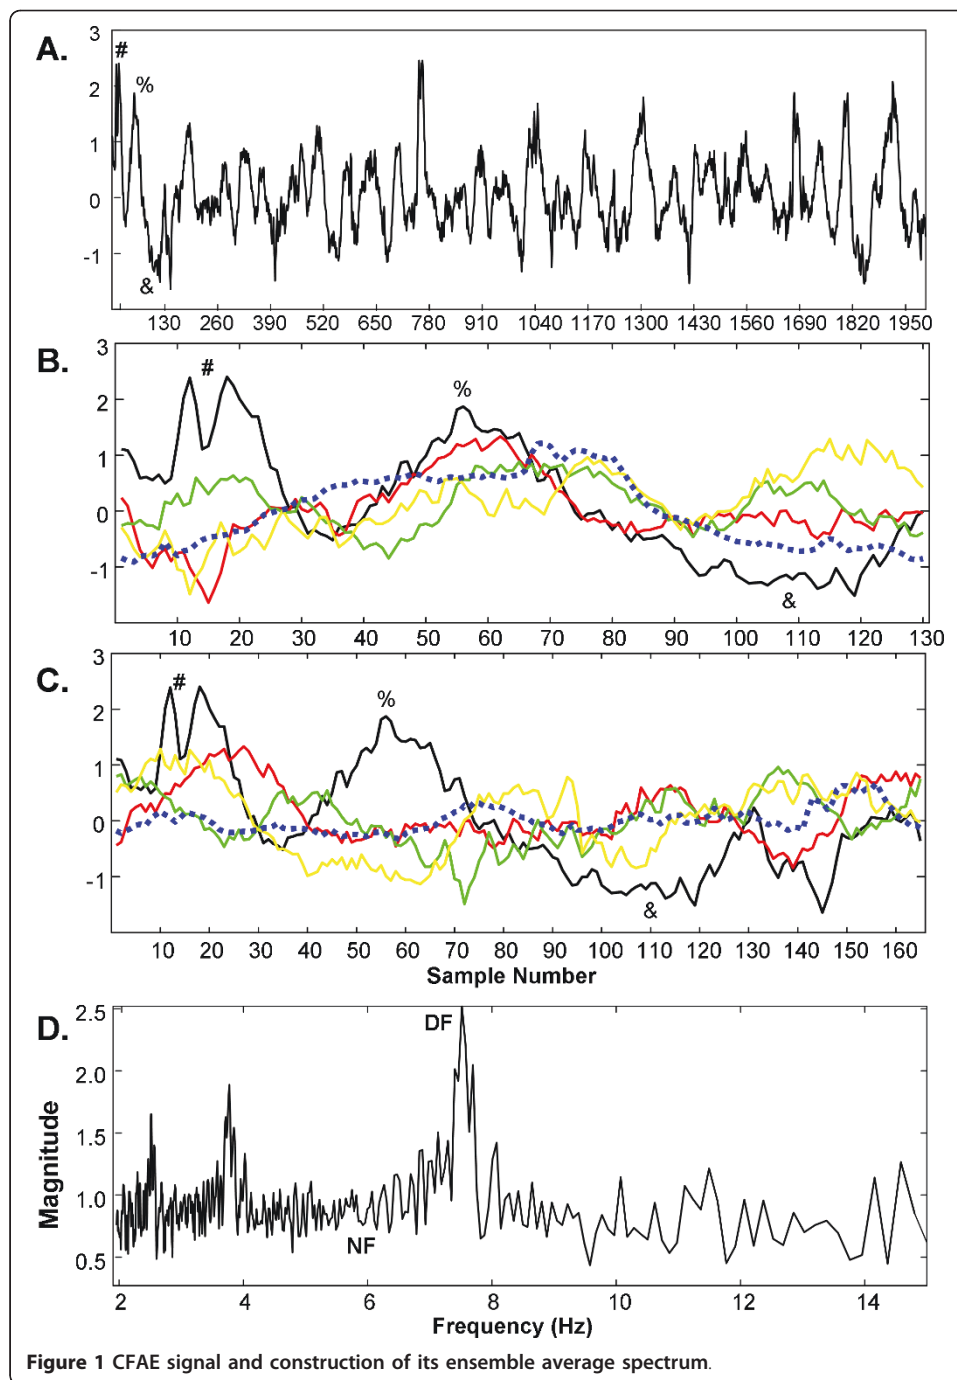 A.
3
2
1
0
-1
#
%
&
130 260 390 520 650 780 910 1040 1170 1300 1430 1560 1690 1820 1950
B.
3
2
1
0
-1
#
%
&
10 20 30 40 50 60 70 80 90 100 110 120 130
C.
3
2
1
0
-1
#
%
&
10 20 30 40 50 60 70 80 90 100 110 120 130 140 150 160
Sample Number
D.
2.5
2.0
1.5
1.0
0.5
Magnitude
DF
NF
2 4 6 8 10 12 14
Frequency (Hz)
Figure 1 CFAE signal and construction of its ensemble average spectrum.